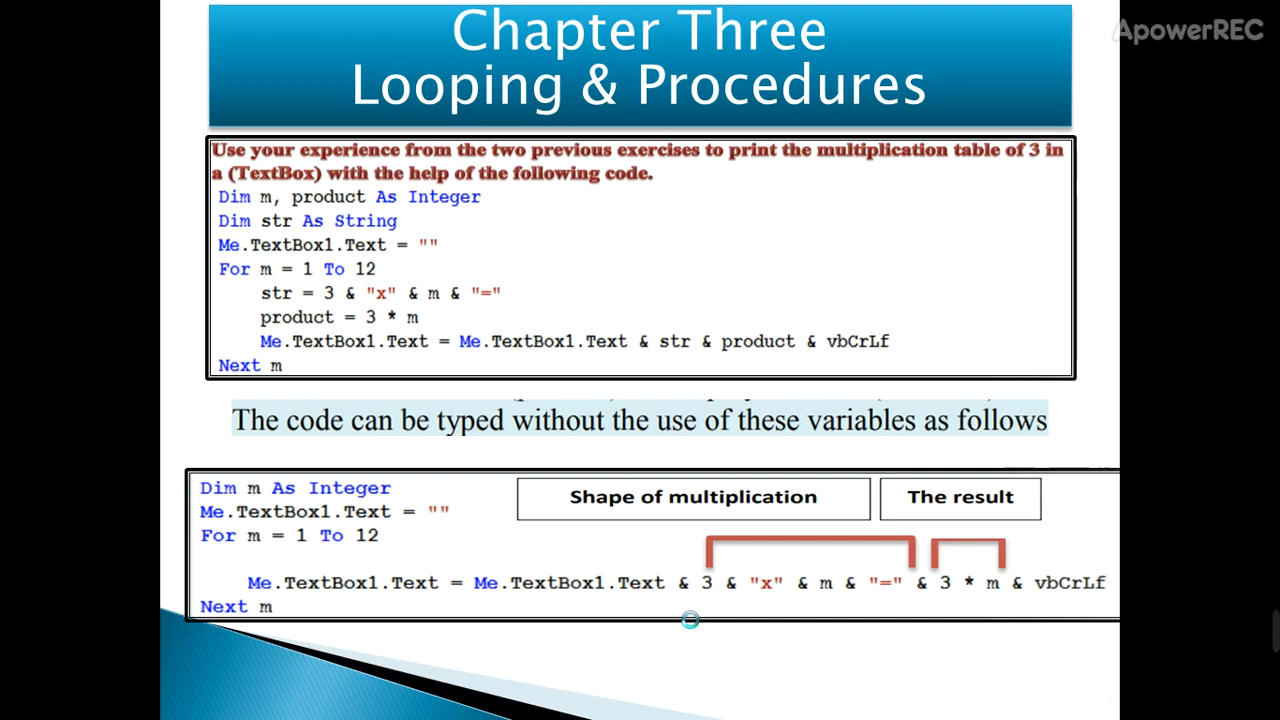 Chapter Three
Looping & Procedures
ApowerREC
Use your experience from the two previous exercises to print the multiplication table of 3 in
a (TextBox) with the help of the following code.
Dim m, product As Integer
Dim str As String
Me.TextBox1.Text = ""
For m = 1 To 12
str = 3 & "x" & m & "="
product = 3 * m
Me.TextBox1.Text = Me.TextBox1.Text & str & product & vbCrLf
Next m
The code can be typed without the use of these variables as follows
Dim m As Integer
Me.TextBox1.Text = ""
For m = 1 To 12
Shape of multiplication
The result
Me.TextBox1.Text = Me.TextBox1.Text & 3 & "x" & m & "=" & 3 * m & vbCrLf
Next m